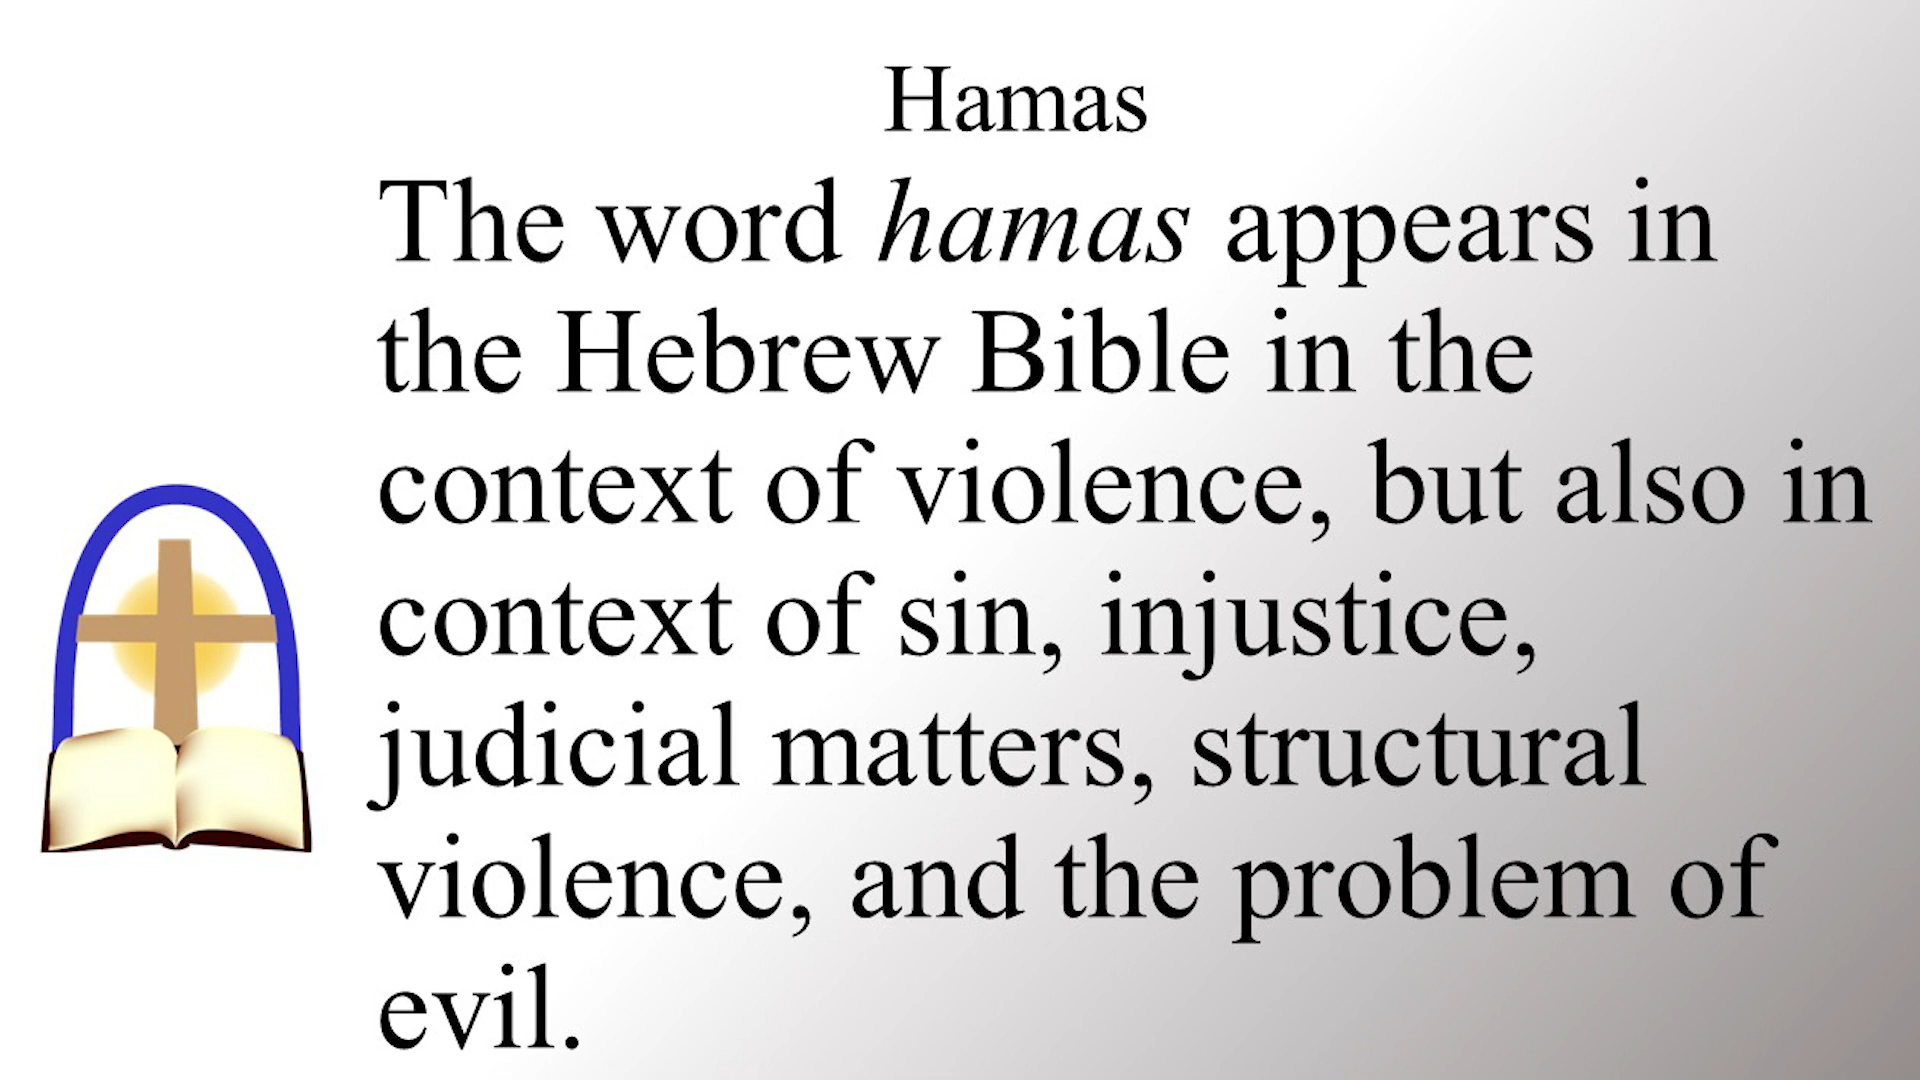 Hamas
The word hamas appears in
the Hebrew Bible in the
context of violence, but also in
context of sin, injustice,
judicial matters, structural
violence, and the problem of
evil.